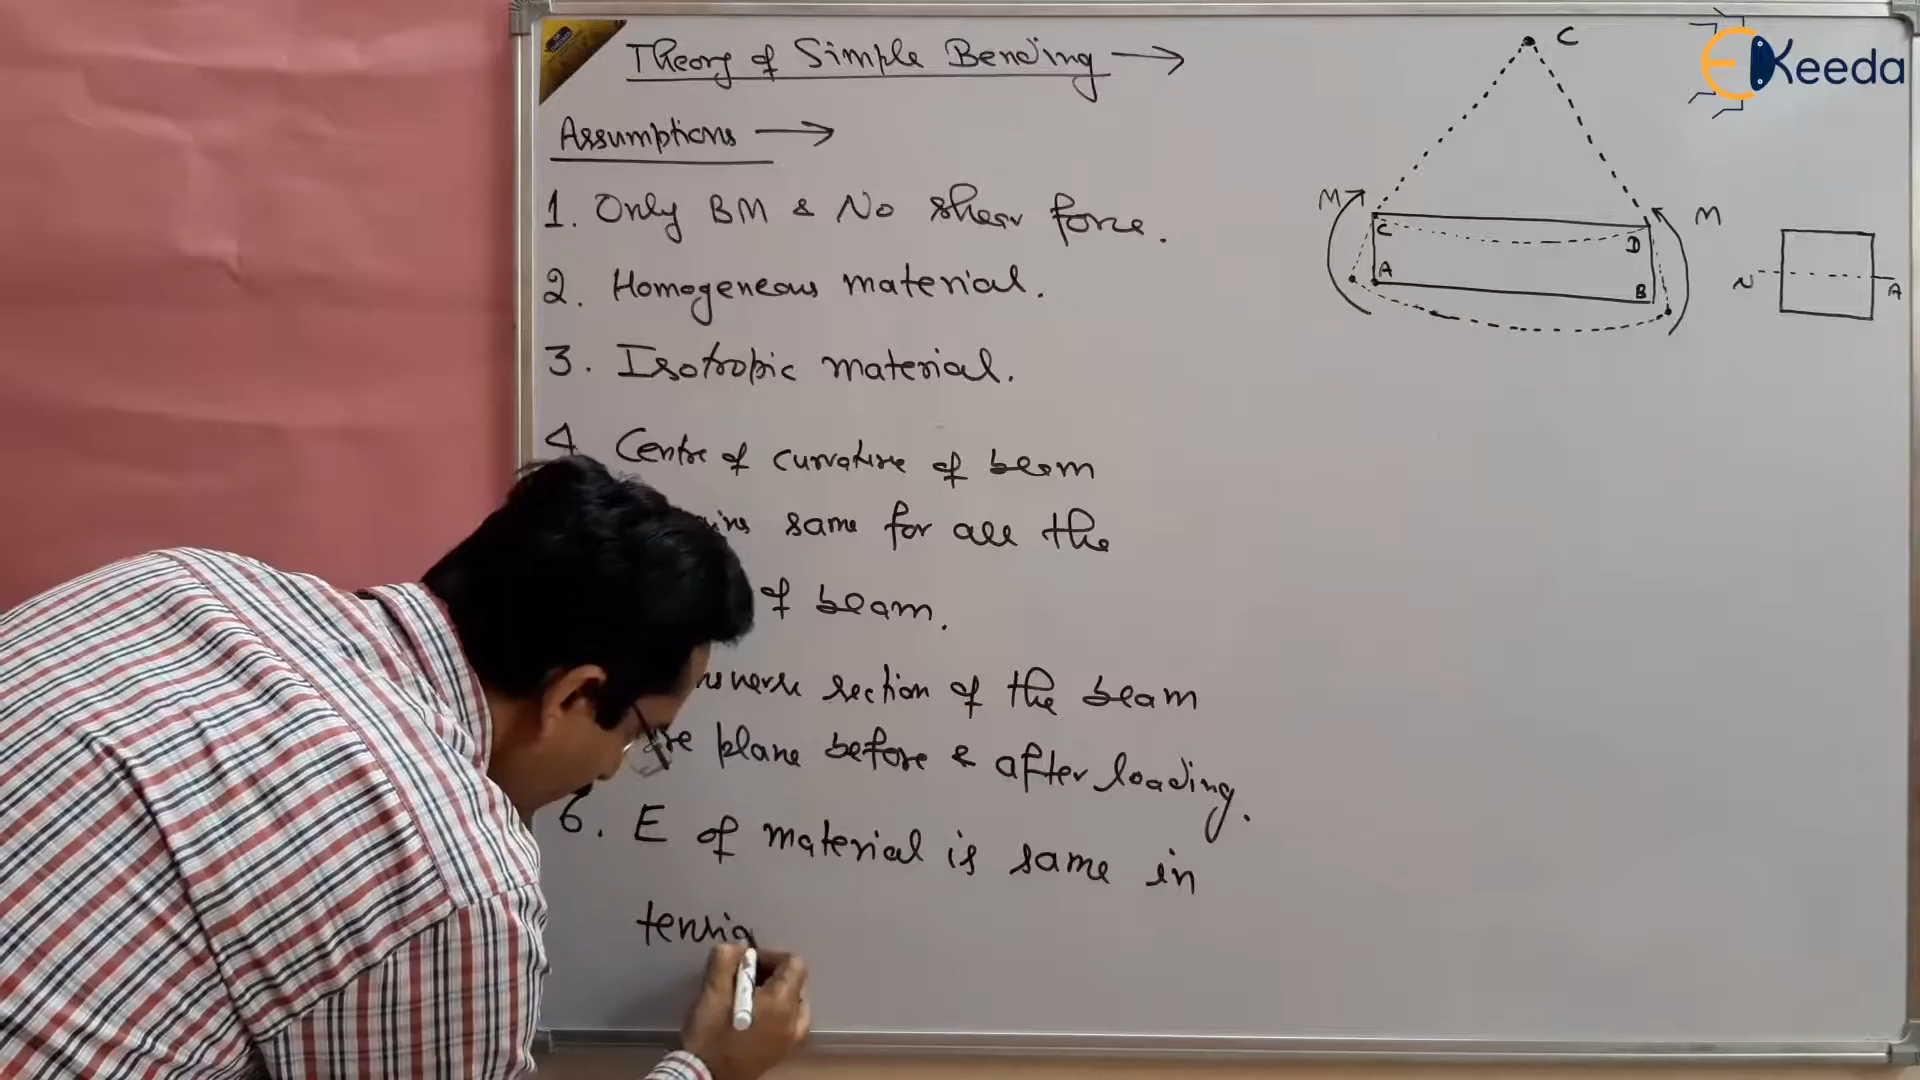 Theory of Simple Bending →
Assumptions →
1. Only BM & No shear force.
2. Homogeneous material.
3. Isotropic material.
4. Centre of curvature of beam
same for all the
of beam.
section of the beam
plane before & after loading.
6. E of material is same in
tensio
C
EKeeda
M
M
C
D
A
B
N
A